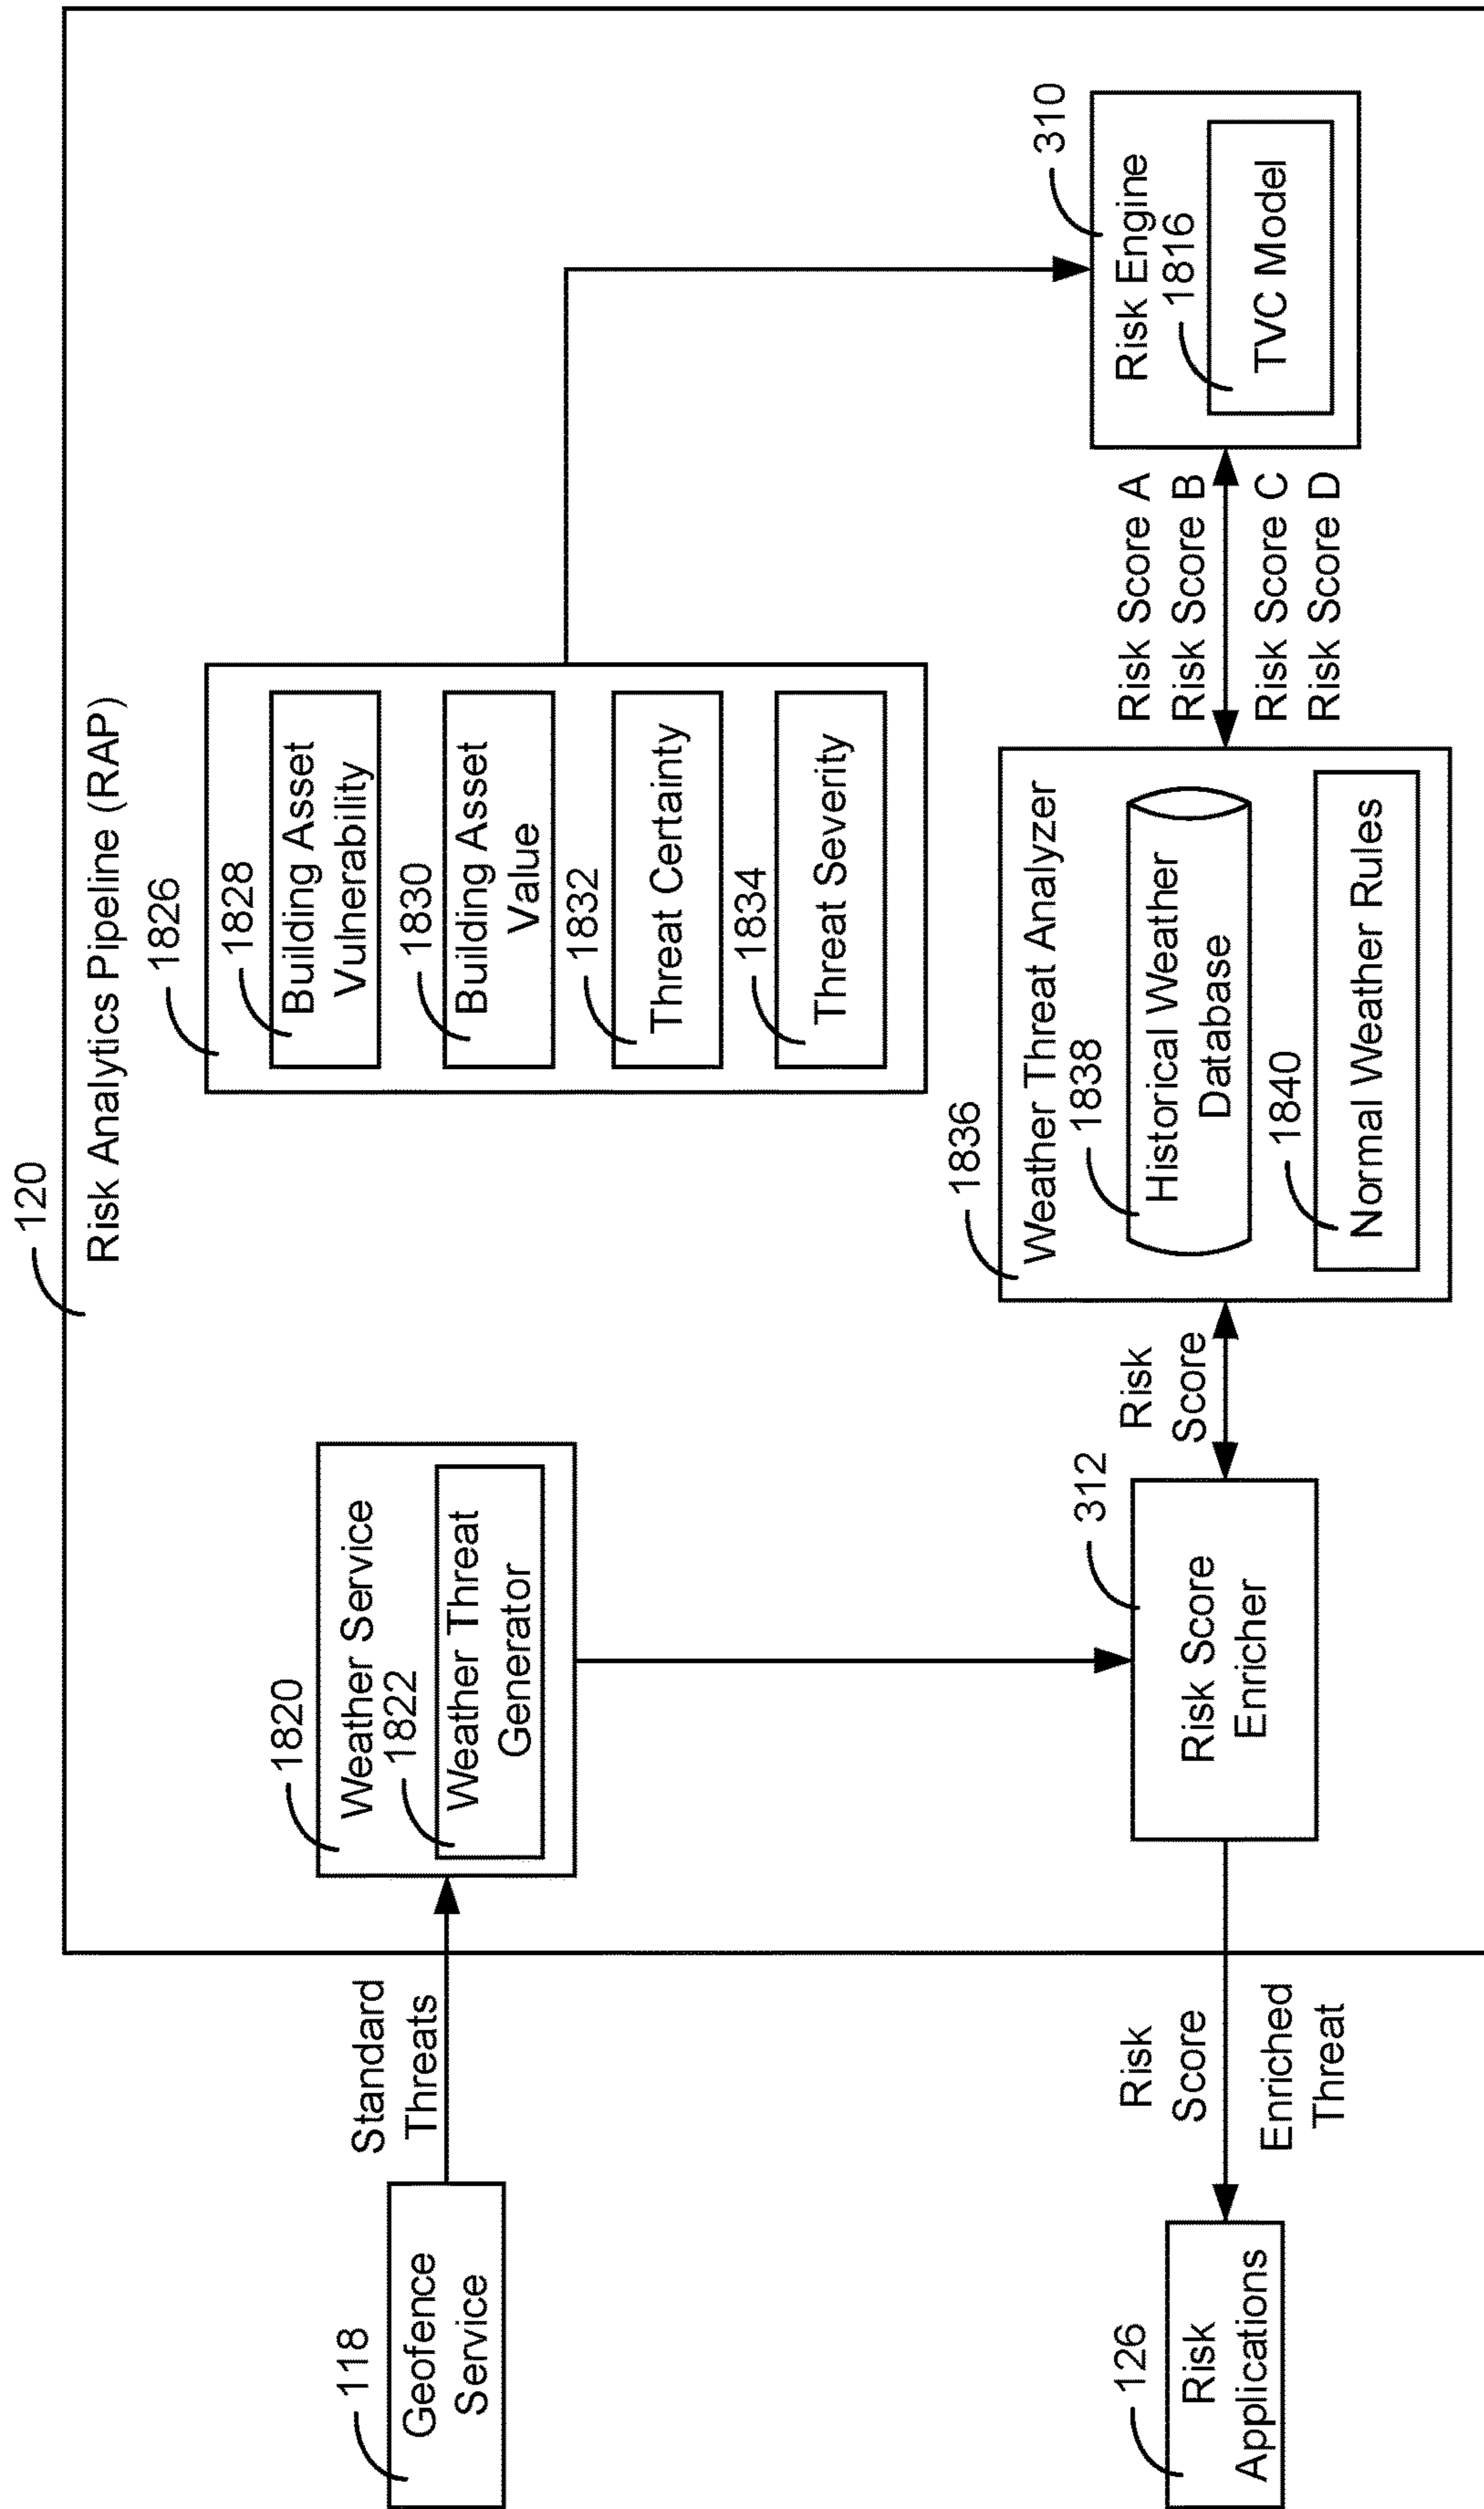 120
Risk Analytics Pipeline (RAP)
118
Geofence
Service
Standard
Threats
1820
Weather Service
1822
Weather Threat
Generator
1826
1828
Building Asset
Vulnerability
1830
Building Asset
Value
1832
Threat Certainty
1834
Threat Severity
126
Risk
Applications
Risk
Score
Enriched
Threat
312
Risk Score
Enricher
Risk
Score
1836
Weather Threat Analyzer
1838
Historical Weather
Database
1840
Normal Weather Rules
Risk Score A
Risk Score B
Risk Score C
Risk Score D
310
Risk Engine
1816
TVC Model